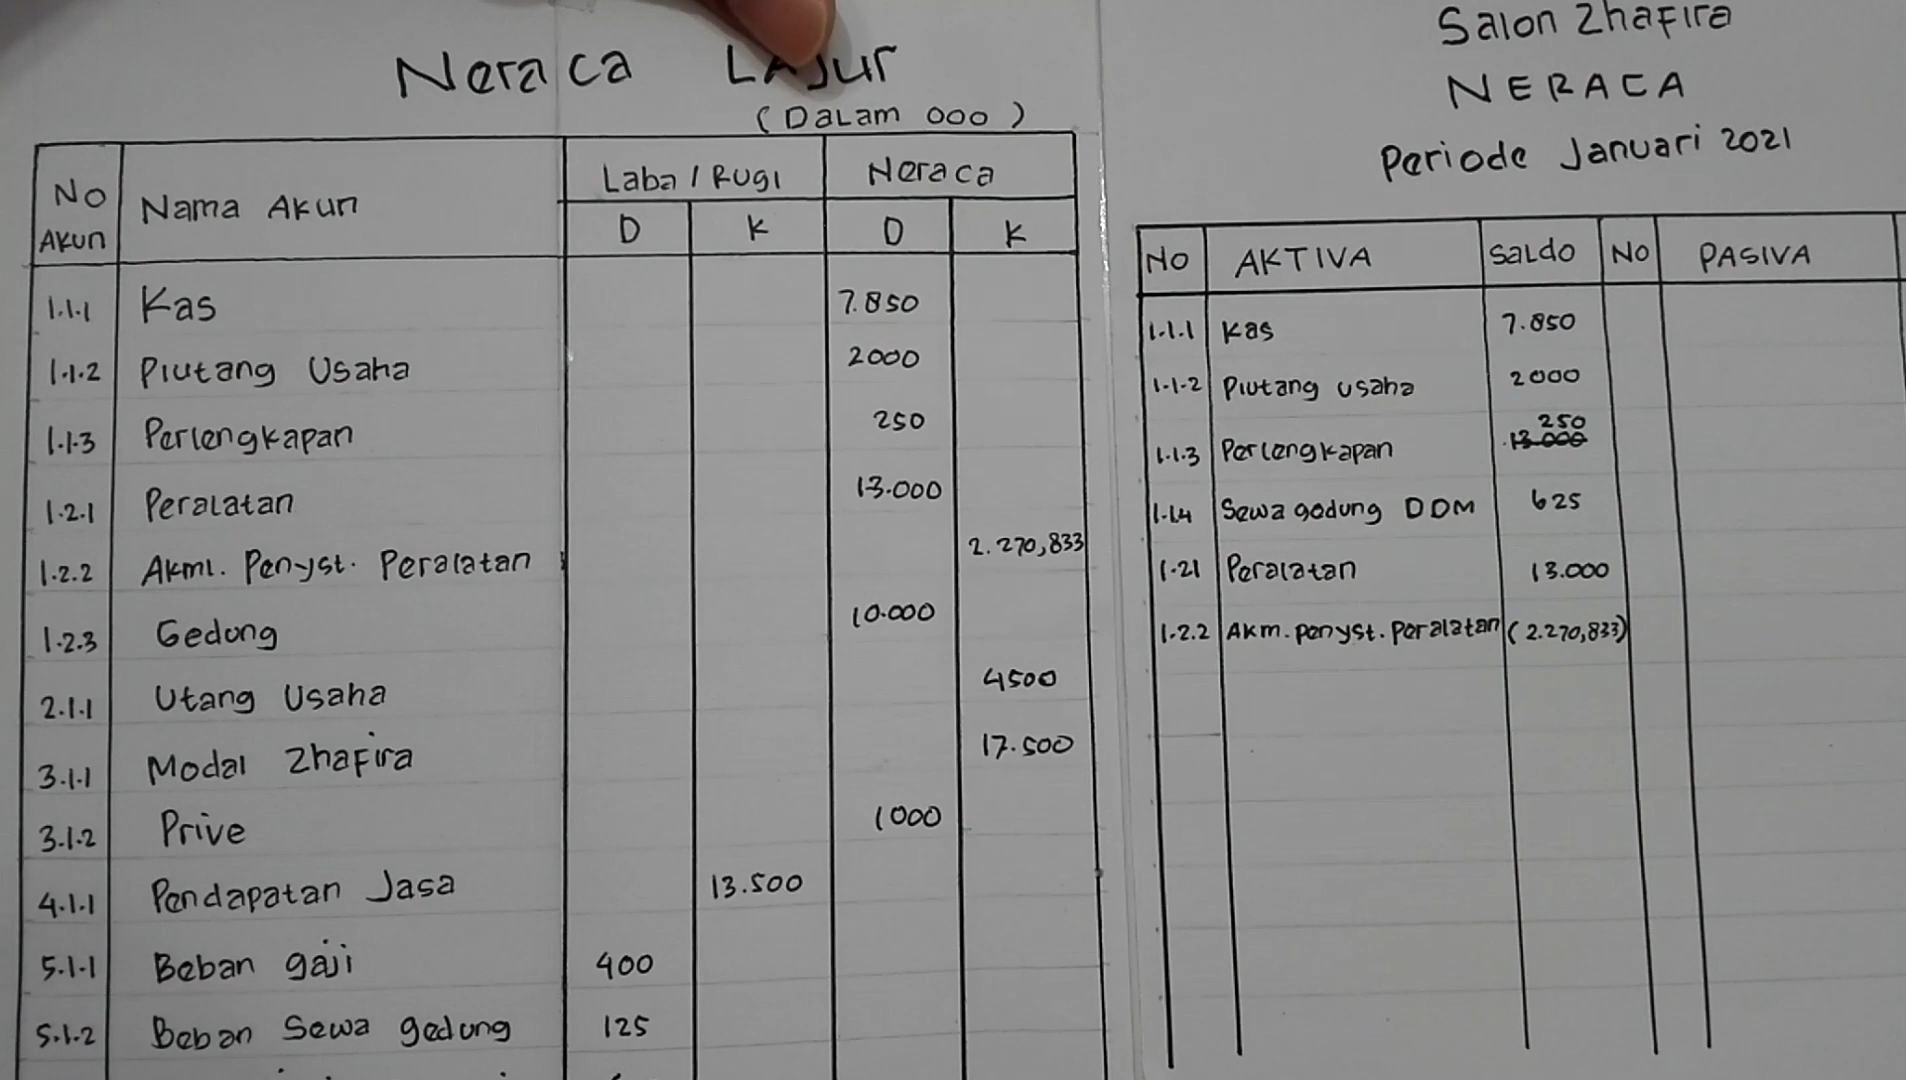 Neraca Lajur
(Dalam 000)
No Akun | Nama Akun | Laba / Rugi | Neraca
D | K | D | K
1.1.1 | Kas | 7.850
1.1.2 | Piutang Usaha | 2000
1.1.3 | Perlengkapan | 250
1.2.1 | Peralatan | 13.000
1.2.2 | Akml. Penyst. Peralatan | 2.270,833
1.2.3 | Gedung | 10.000
2.1.1 | Utang Usaha | 4500
3.1.1 | Modal Zhafira | 17.500
3.1.2 | Prive | 1000
4.1.1 | Pendapatan Jasa | 13.500
5.1.1 | Beban gaji | 400
5.1.2 | Beban Sewa gedung | 125
Salon Zhafira
NERACA
Periode Januari 2021
No | AKTIVA | Saldo | No | PASIVA
1.1.1 | Kas | 7.850
1.1.2 | Piutang usaha | 2000
1.1.3 | Perlengkapan | 250 13.000
1.1.4 | Sewa gedung DDM | 625
1.21 | Peralatan | 13.000
1.2.2 | Akm. penyst. peralatan | (2.270,833)